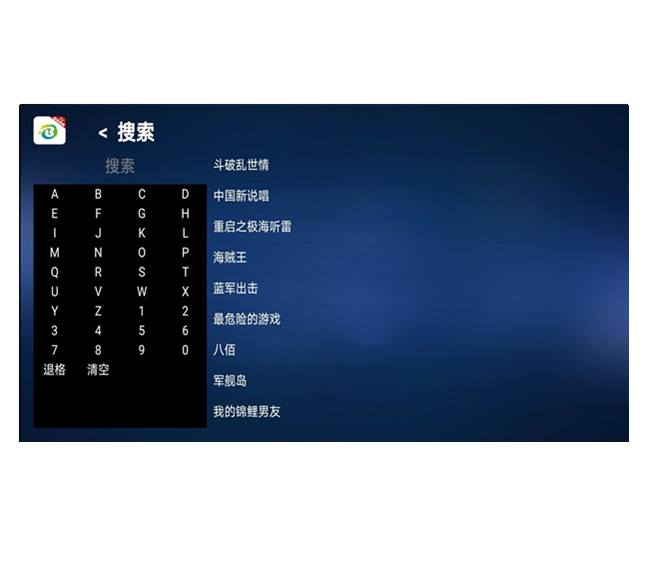 < 搜索
搜索
A B C D
E F G H
I J K L
M N O P
Q R S T
U V W X
Y Z 1 2
3 4 5 6
7 8 9 0
退格 清空
斗破乱世情
中国新说唱
重启之极海听雷
海贼王
蓝军出击
最危险的游戏
八佰
军舰岛
我的锦鲤男友